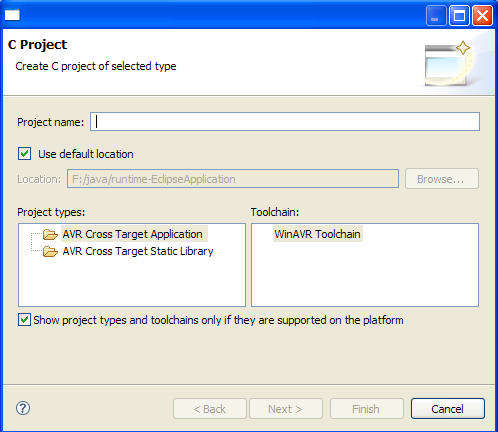 C Project
Create C project of selected type
Project name:
Use default location
Location: F:/java/runtime-EclipseApplication Browse...
Project types: Toolchain:
AVR Cross Target Application WinAVR Toolchain
AVR Cross Target Static Library
Show project types and toolchains only if they are supported on the platform
? < Back Next > Finish Cancel